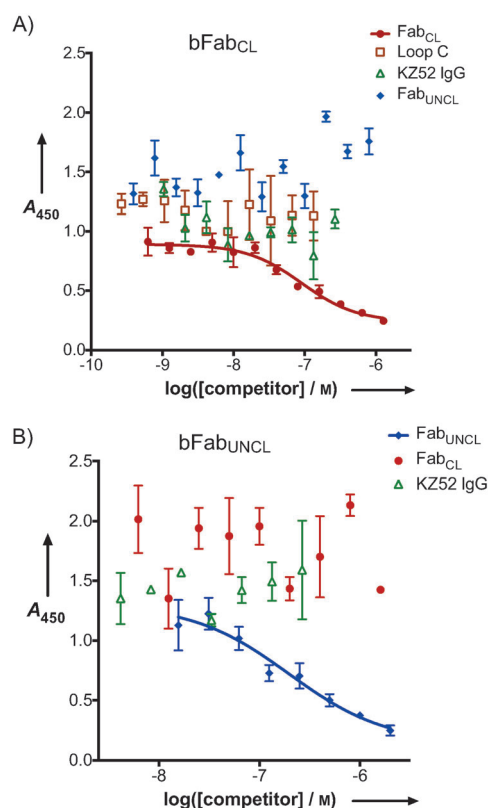 A)
bFabCL
FabCL
Loop C
KZ52 IgG
FabUNCL
2.5
2.0
1.5
1.0
0.5
0.0
A450
-10
-9
-8
-7
-6
-5
log([competitor] / M)
B)
bFabUNCL
FabUNCL
FabCL
KZ52 IgG
2.5
2.0
1.5
1.0
0.5
0.0
A450
-8
-7
-6
log([competitor] / M)